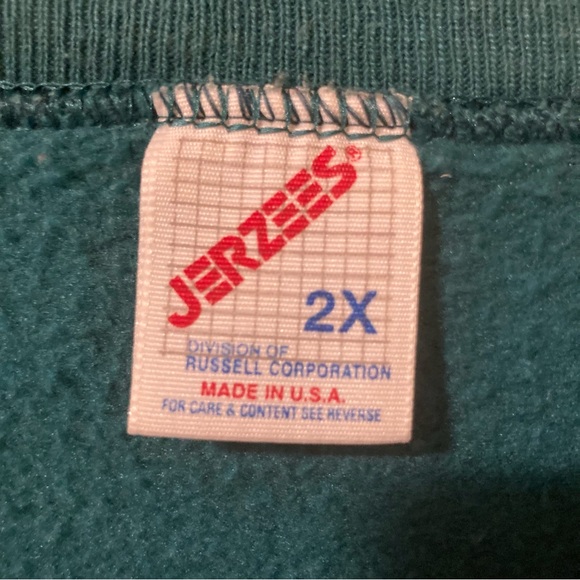 JERZEES®
2X
DIVISION OF
RUSSELL CORPORATION
MADE IN U.S.A.
FOR CARE & CONTENT SEE REVERSE